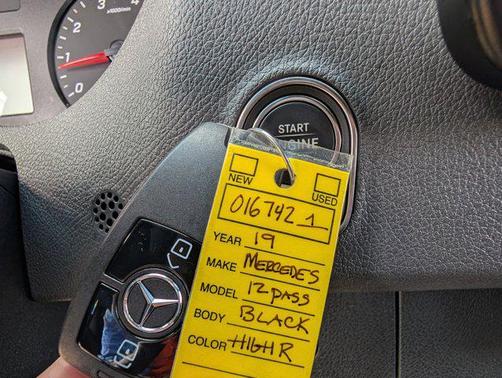 4
3
x1000/min
2
1
0
START
ENGINE
NEW
USED
016742 1
YEAR 19
MAKE MERCEDES
MODEL 12 PASS
BODY BLACK
COLOR HIGH R